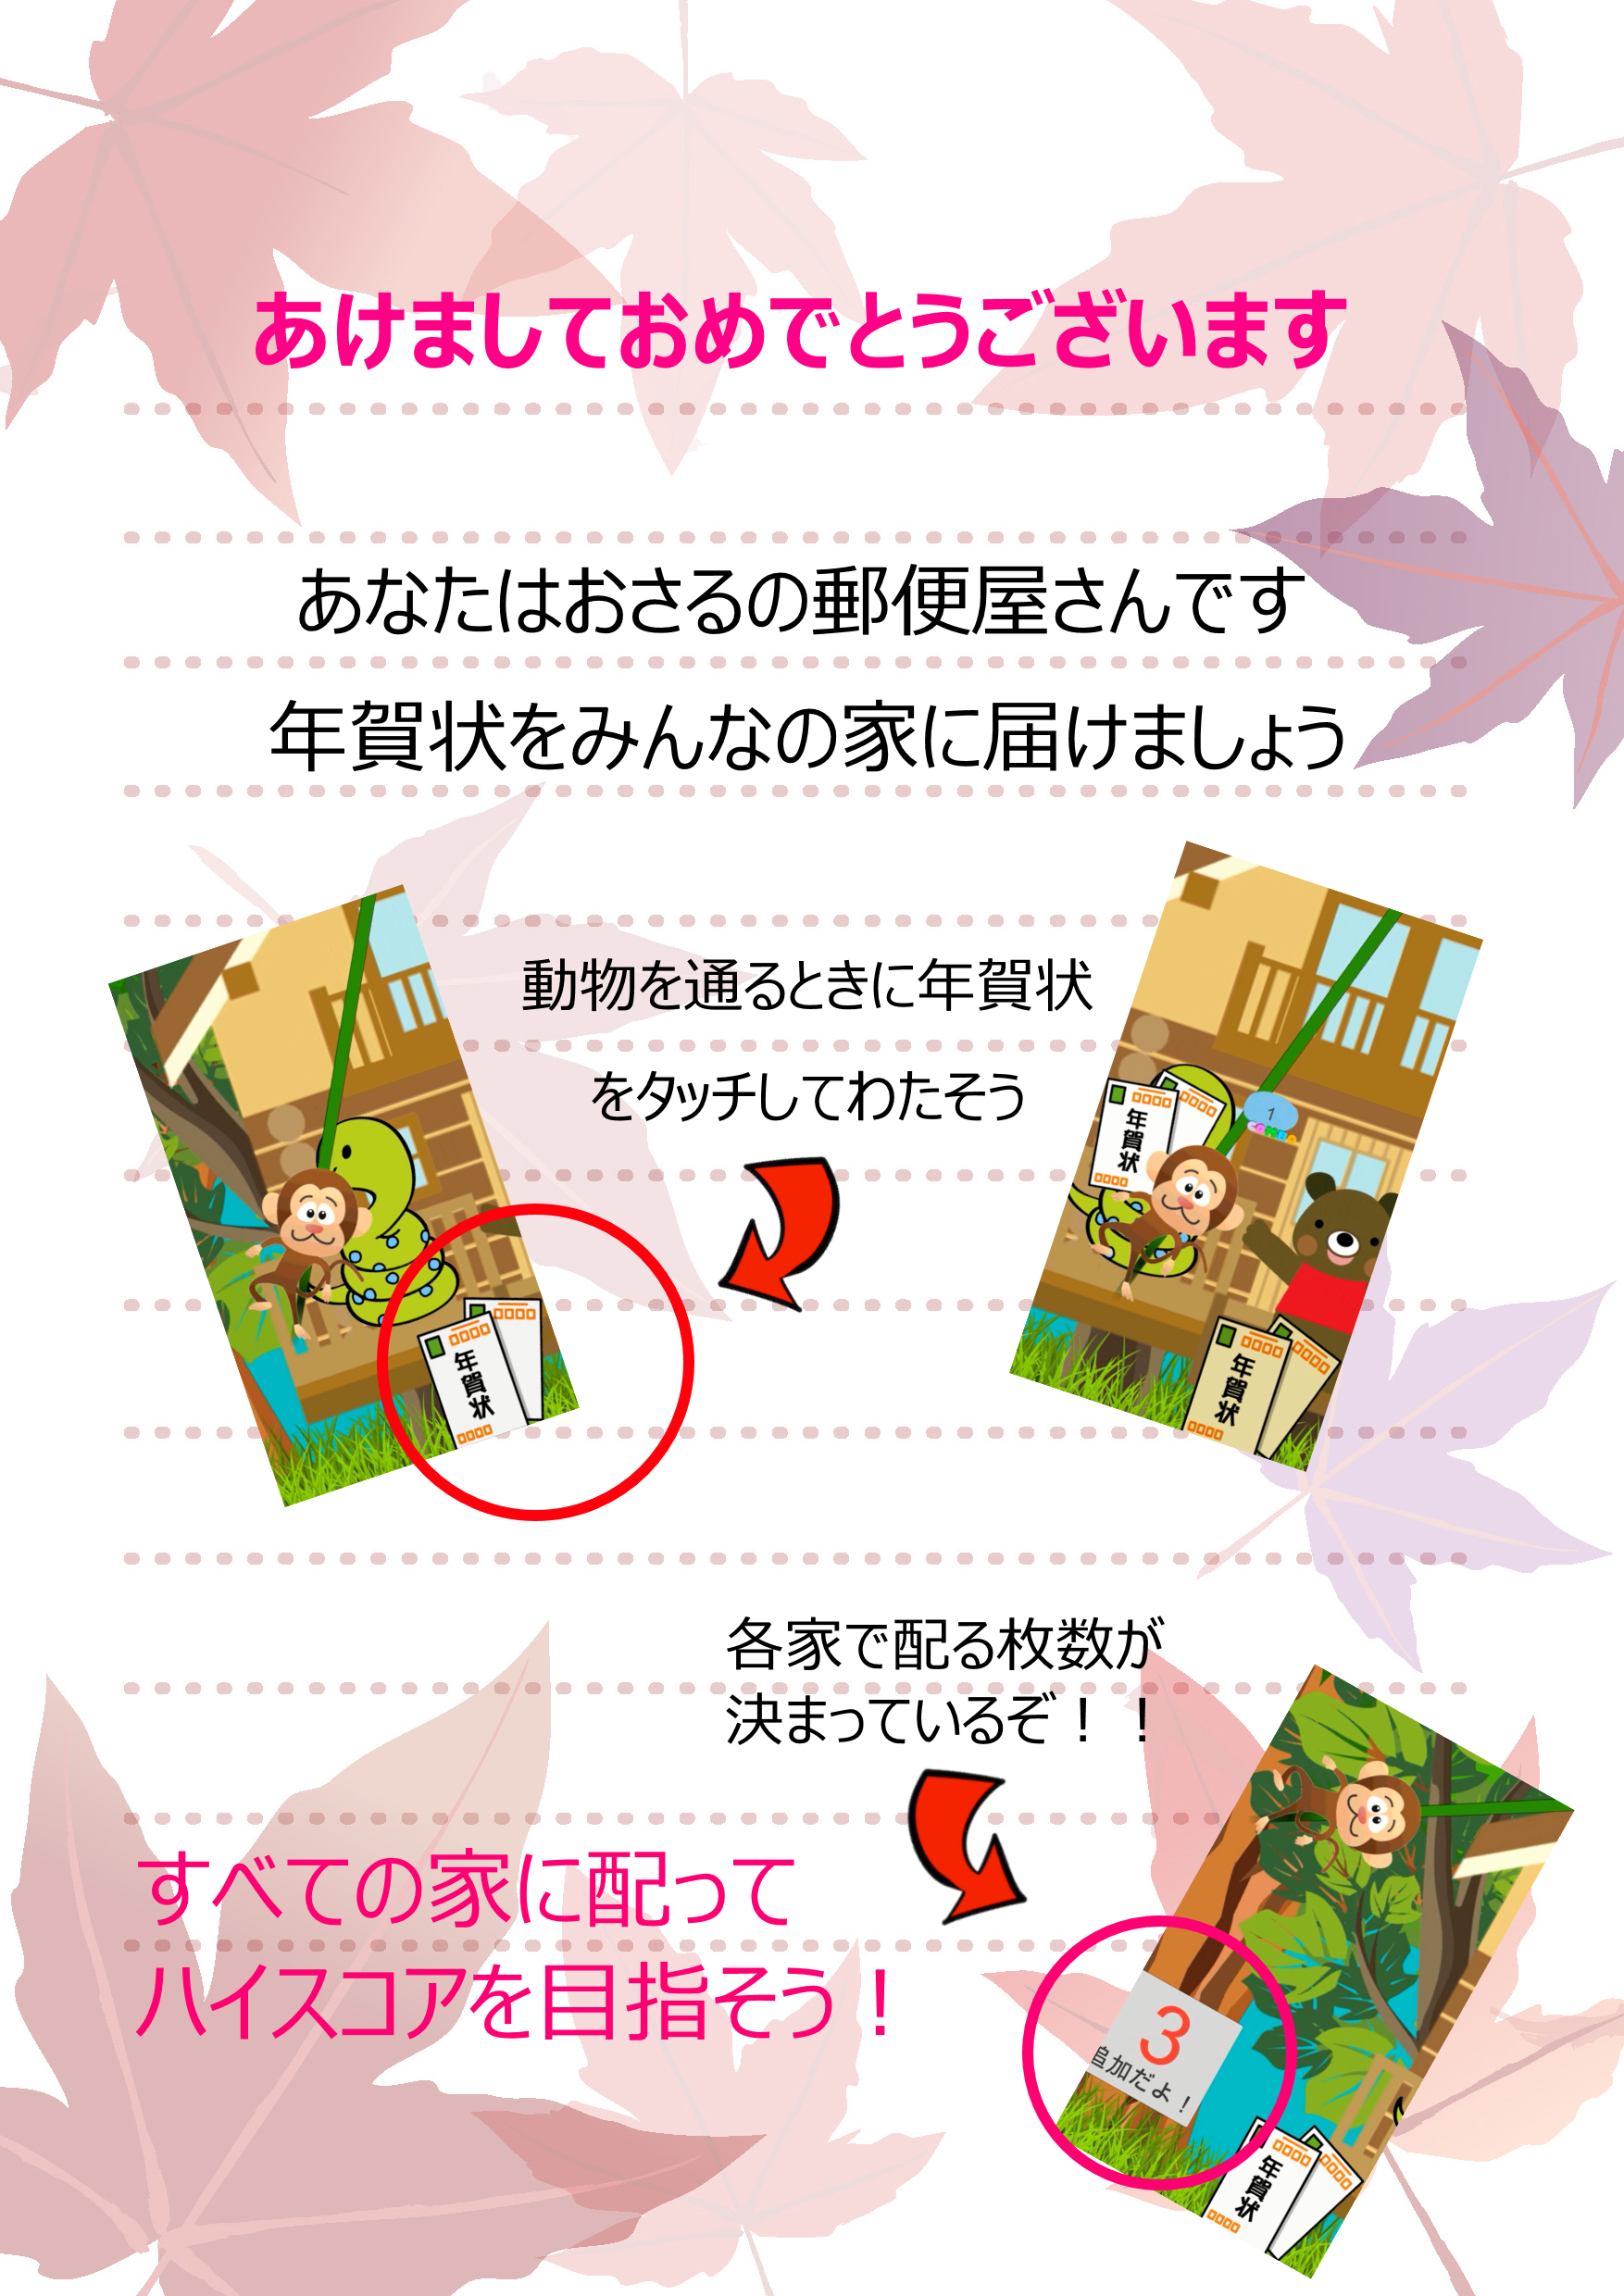 あけましておめでとうございます
あなたはおさるの郵便屋さんです
年賀状をみんなの家に届けましょう
動物を通るときに年賀状
をタッチしてわたそう
年賀状
年賀状
1
COMBO
年賀状
各家で配る枚数が
決まっているぞ！！
すべての家に配って
ハイスコアを目指そう！
3
追加だよ！
年賀状